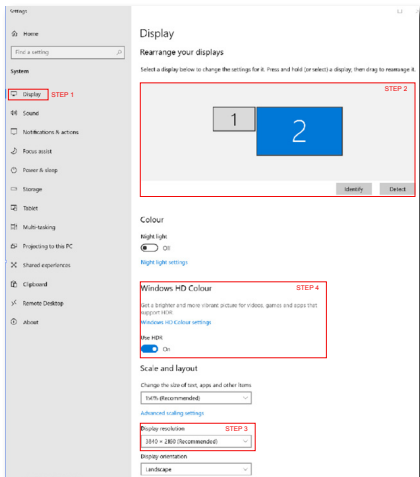 Settings
Home
Find a setting
System
Display
STEP 1
Sound
Notifications & actions
Focus assist
Power & sleep
Storage
Tablet
Multi-tasking
Projecting to this PC
Shared experiences
Clipboard
Remote Desktop
About
Display
Rearrange your displays
Select a display below to change the settings for it. Press and hold (or select) a display, then drag to rearrange it.
STEP 2
1
2
Identify
Detect
Colour
Night light
Off
Night light settings
STEP 4
Windows HD Colour
Get a brighter and more vibrant picture for videos, games and apps that
support HDR.
Windows HD Colour settings
Use HDR
On
Scale and layout
Change the size of text, apps and other items
(Recommended)
Advanced scaling settings
Display resolution
STEP 3
3840 × 2160 (Recommended)
Display orientation
Landscape